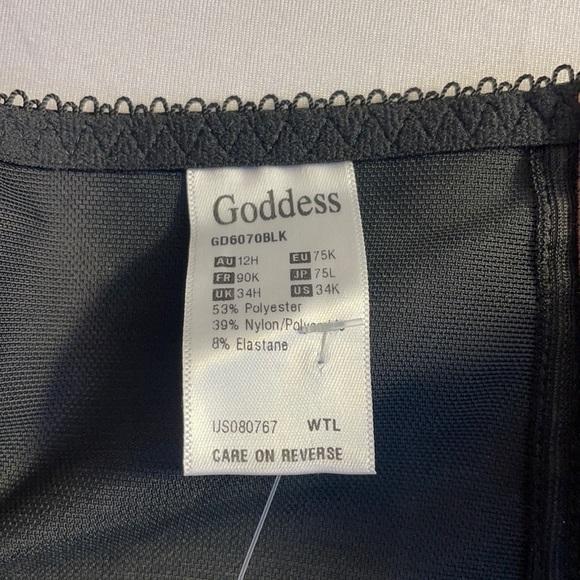 Goddess
GD6070BLK
AU 12H EU 75K
FR 90K JP 75L
UK 34H US 34K
53% Polyester
39% Nylon/
8% Elastane
US080767 WTL
CARE ON REVERSE